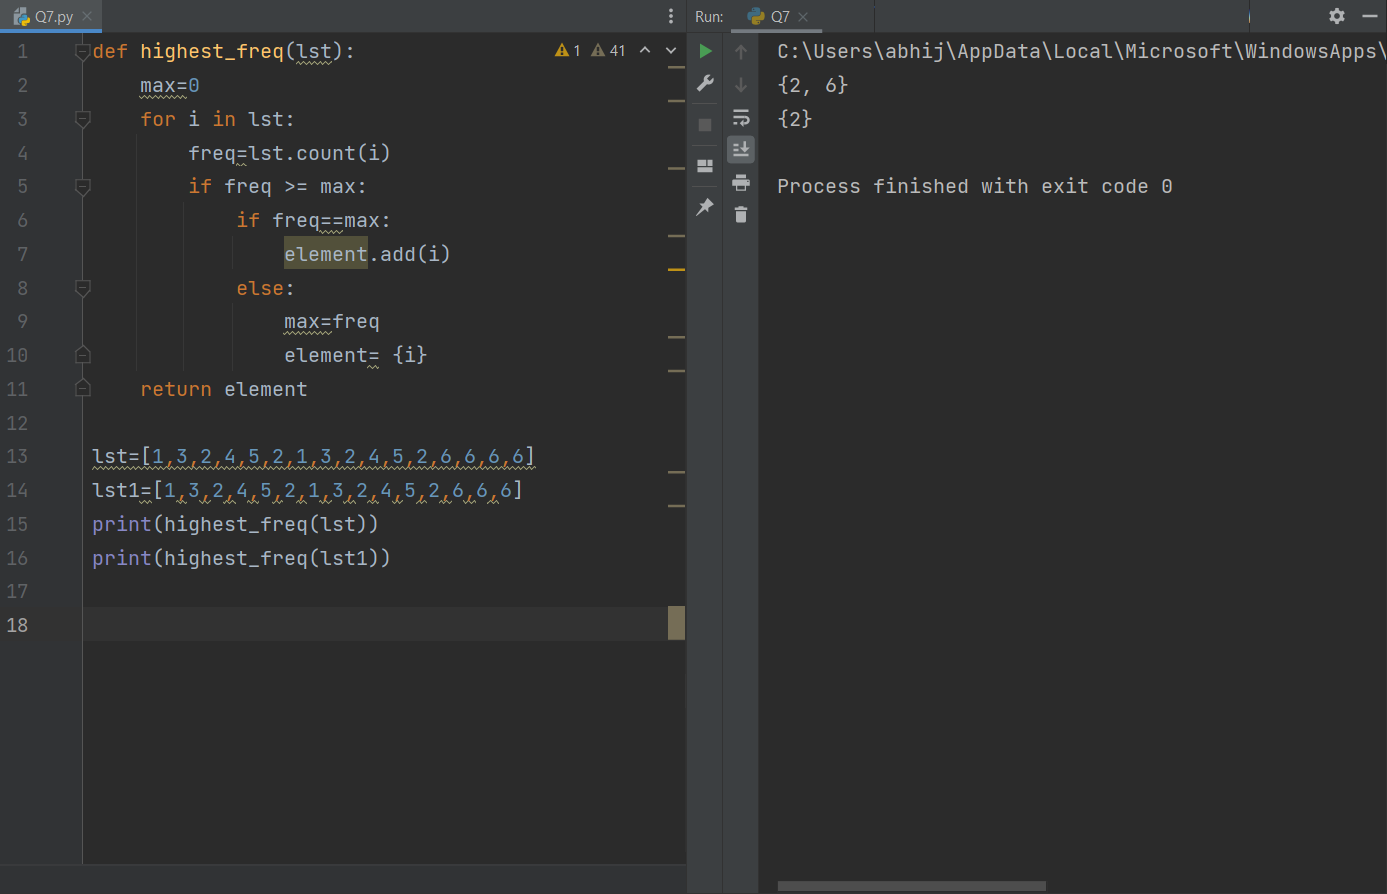 Q7.py
1 def highest_freq(lst):
2     max=0
3     for i in lst:
4         freq=lst.count(i)
5         if freq >= max:
6             if freq==max:
7                 element.add(i)
8             else:
9                 max=freq
10                 element= {i}
11     return element
12
13 lst=[1,3,2,4,5,2,1,3,2,4,5,2,6,6,6,6]
14 lst1=[1,3,2,4,5,2,1,3,2,4,5,2,6,6,6]
15 print(highest_freq(lst))
16 print(highest_freq(lst1))
17
18
1 41
Run: Q7
C:\Users\abhij\AppData\Local\Microsoft\WindowsApps\
{2, 6}
{2}
Process finished with exit code 0